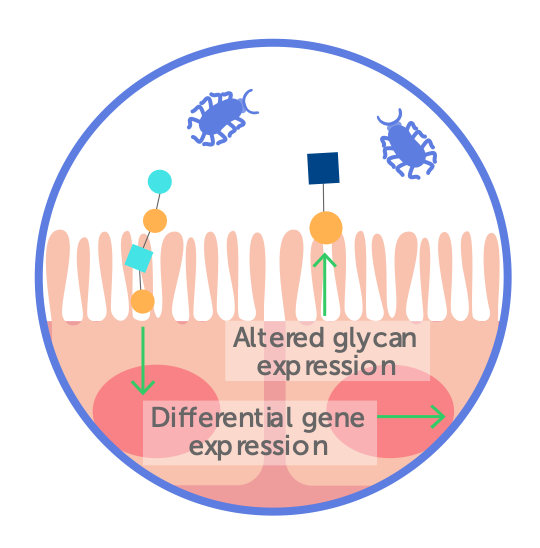 Altered glycan
expression
Differential gene
expression